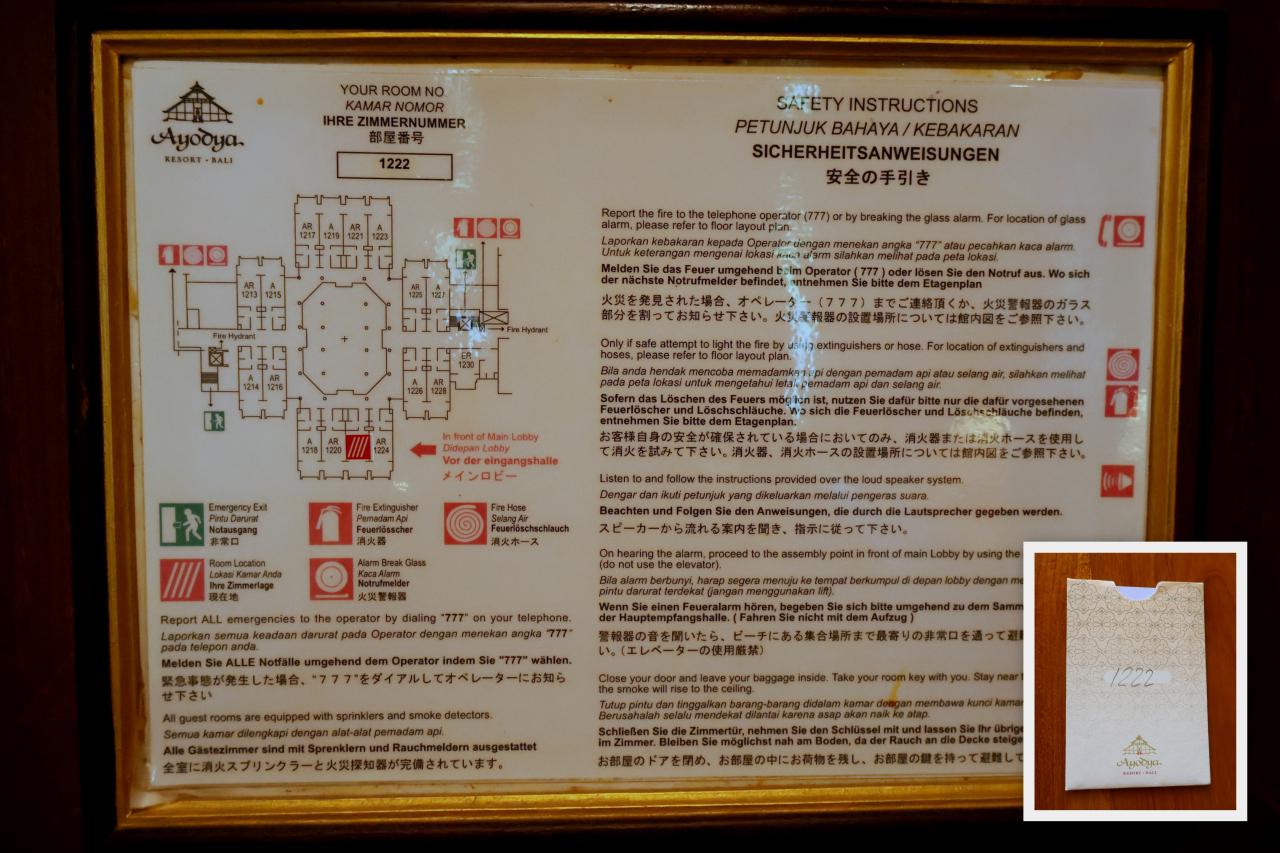 Ayodya
RESORT • BALI
YOUR ROOM NO
KAMAR NOMOR
IHRE ZIMMERNUMMER
部屋番号
1222
AR 1217
A 1219
AR 1221
A 1223
AR 1213
A 1215
AR 1225
A 1227
Fire Hydrant
Fire Hydrant
ER 1230
A 1214
AR 1216
A 1226
AR 1228
A 1218
AR 1220
AR 1224
In front of Main Lobby
Didepan Lobby
Vor der eingangshalle
メインロビー
Emergency Exit
Pintu Darurat
Notausgang
非常口
Fire Extinguisher
Pemadam Api
Feuerlösscher
消火器
Fire Hose
Selang Air
Feuerlöschschlauch
消火ホース
Room Location
Lokasi Kamar Anda
Ihre Zimmerlage
現在地
Alarm Break Glass
Kaca Alarm
Notrufmelder
火災警報器
Report ALL emergencies to the operator by dialing "777" on your telephone.
Laporkan semua keadaan darurat pada Operator dengan menekan angka "777"
pada telepon anda.
Melden Sie ALLE Notfälle umgehend dem Operator indem Sie "777" wählen.
緊急事態が発生した場合、“７７７”をダイアルしてオペレーターにお知ら
せ下さい
All guest rooms are equipped with sprinklers and smoke detectors.
Semua kamar dilengkapi dengan alat-alat pemadam api.
Alle Gästezimmer sind mit Sprenklern und Rauchmeldern ausgestattet
全室に消火スプリンクラーと火災探知器が完備されています。
SAFETY INSTRUCTIONS
PETUNJUK BAHAYA / KEBAKARAN
SICHERHEITSANWEISUNGEN
安全の手引き
Report the fire to the telephone operator (777) or by breaking the glass alarm. For location of glass
alarm, please refer to floor layout plan.
Laporkan kebakaran kepada Operator dengan menekan angka "777" atau pecahkan kaca alarm.
Untuk keterangan mengenai lokasi kaca alarm silahkan melihat pada peta lokasi.
Melden Sie das Feuer umgehend beim Operator ( 777 ) oder lösen Sie den Notruf aus. Wo sich
der nächste Notrufmelder befindet, entnehmen Sie bitte dem Etagenplan
火災を発見された場合、オペレーター（７７７）までご連絡頂くか、火災警報器のガラス
部分を割ってお知らせ下さい。火災警報器の設置場所については館内図をご参照下さい。
Only if safe attempt to light the fire by using extinguishers or hose. For location of extinguishers and
hoses, please refer to floor layout plan.
Bila anda hendak mencoba memadamkan api dengan pemadam api atau selang air, silahkan melihat
pada peta lokasi untuk mengetahui letak pemadam api dan selang air.
Sofern das Löschen des Feuers möglich ist, nutzen Sie dafür bitte nur die dafür vorgesehenen
Feuerlöscher und Löschschläuche. Wo sich die Feuerlöscher und Löschschläuche befinden,
entnehmen Sie bitte dem Etagenplan.
お客様自身の安全が確保されている場合においてのみ、消火器または消火ホースを使用し
て消火を試みて下さい。消火器、消火ホースの設置場所については館内図をご参照下さい。
Listen to and follow the instructions provided over the loud speaker system.
Dengar dan ikuti petunjuk yang dikeluarkan melalui pengeras suara.
Beachten und Folgen Sie den Anweisungen, die durch die Lautsprecher gegeben werden.
スピーカーから流れる案内を聞き、指示に従って下さい。
On hearing the alarm, proceed to the assembly point in front of main Lobby by using the
(do not use the elevator).
Bila alarm berbunyi, harap segera menuju ke tempat berkumpul di depan lobby dengan me
pintu darurat terdekat (jangan menggunakan lift).
Wenn Sie einen Feueralarm hören, begeben Sie sich bitte umgehend zu dem Samm
der Hauptempfangshalle. ( Fahren Sie nicht mit dem Aufzug )
警報器の音を聞いたら、ビーチにある集合場所まで最寄りの非常口を通って避難
い。（エレベーターの使用厳禁）
Close your door and leave your baggage inside. Take your room key with you. Stay near t
the smoke will rise to the ceiling.
Tutup pintu dan tinggalkan barang-barang didalam kamar dengan membawa kunci kamar
Berusahalah selalu mendekat dilantai karena asap akan naik ke atap.
Schließen Sie die Zimmertür, nehmen Sie den Schlüssel mit und lassen Sie Ihr übrige
im Zimmer. Bleiben Sie möglichst nah am Boden, da der Rauch an die Decke steige
お部屋のドアを閉め、お部屋の中にお荷物を残し、お部屋の鍵を持って避難して
1222
Ayodya
RESORT • BALI